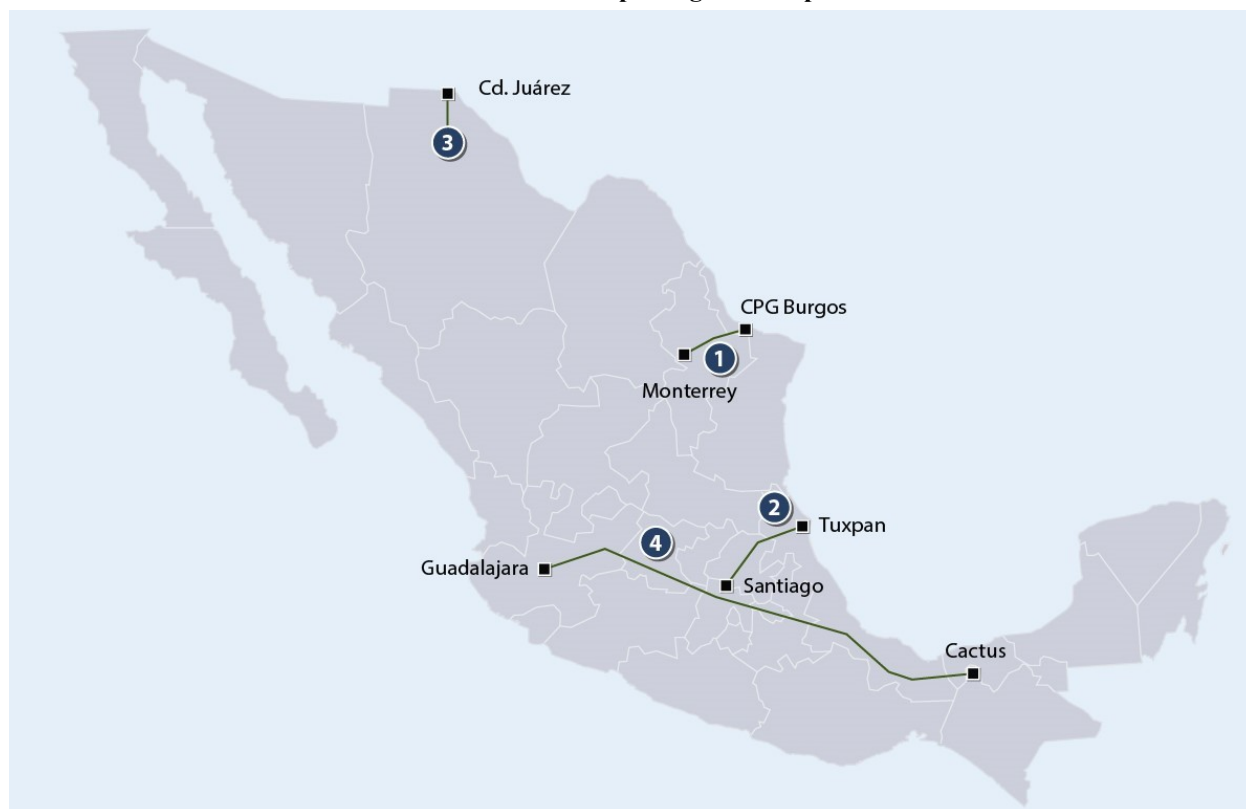 Cd. Juárez
3
CPG Burgos
1
Monterrey
2
Tuxpan
4
Guadalajara
Santiago
Cactus